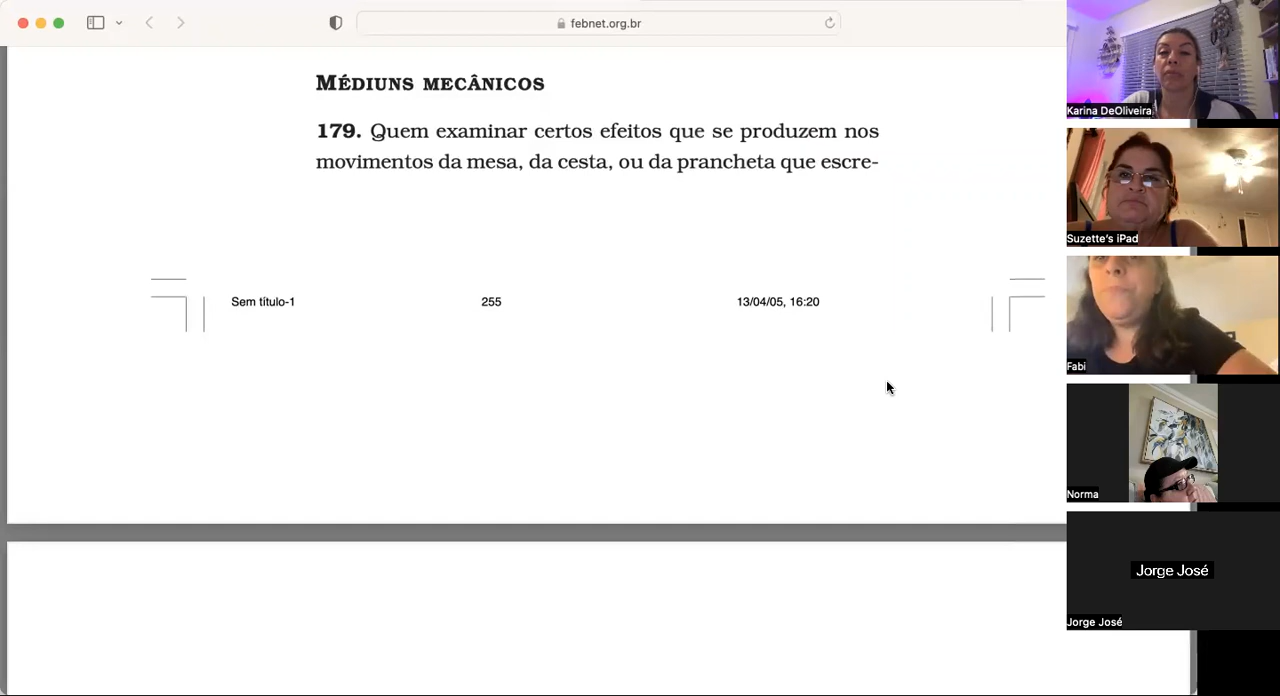 febnet.org.br
MÉDIUNS MECÂNICOS
179. Quem examinar certos efeitos que se produzem nos
movimentos da mesa, da cesta, ou da prancheta que escre-
Sem título-1 255 13/04/05, 16:20
Karina DeOliveira
Suzette's iPad
Fabi
Norma
Jorge José
Jorge José